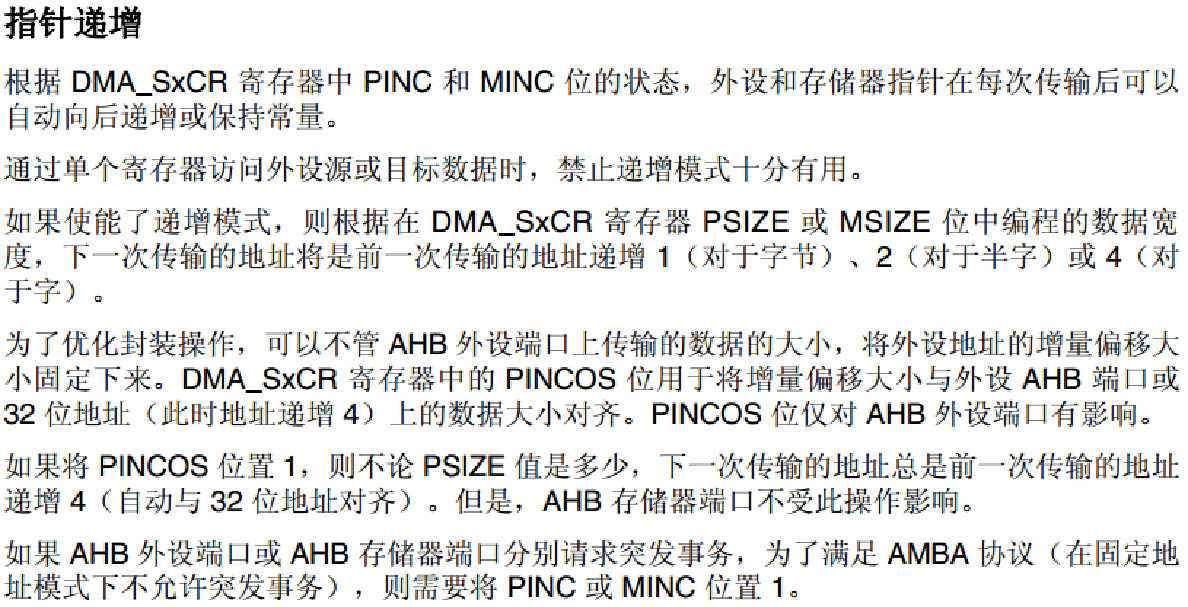 指针递增
根据 DMA_SxCR 寄存器中 PINC 和 MINC 位的状态，外设和存储器指针在每次传输后可以
自动向后递增或保持常量。
通过单个寄存器访问外设源或目标数据时，禁止递增模式十分有用。
如果使能了递增模式，则根据在 DMA_SxCR 寄存器 PSIZE 或 MSIZE 位中编程的数据宽
度，下一次传输的地址将是前一次传输的地址递增 1（对于字节）、2（对于半字）或 4（对
于字）。
为了优化封装操作，可以不管 AHB 外设端口上传输的数据的大小，将外设地址的增量偏移大
小固定下来。DMA_SxCR 寄存器中的 PINCOS 位用于将增量偏移大小与外设 AHB 端口或
32 位地址（此时地址递增 4）上的数据大小对齐。PINCOS 位仅对 AHB 外设端口有影响。
如果将 PINCOS 位置 1，则不论 PSIZE 值是多少，下一次传输的地址总是前一次传输的地址
递增 4（自动与 32 位地址对齐）。但是，AHB 存储器端口不受此操作影响。
如果 AHB 外设端口或 AHB 存储器端口分别请求突发事务，为了满足 AMBA 协议（在固定地
址模式下不允许突发事务），则需要将 PINC 或 MINC 位置 1。